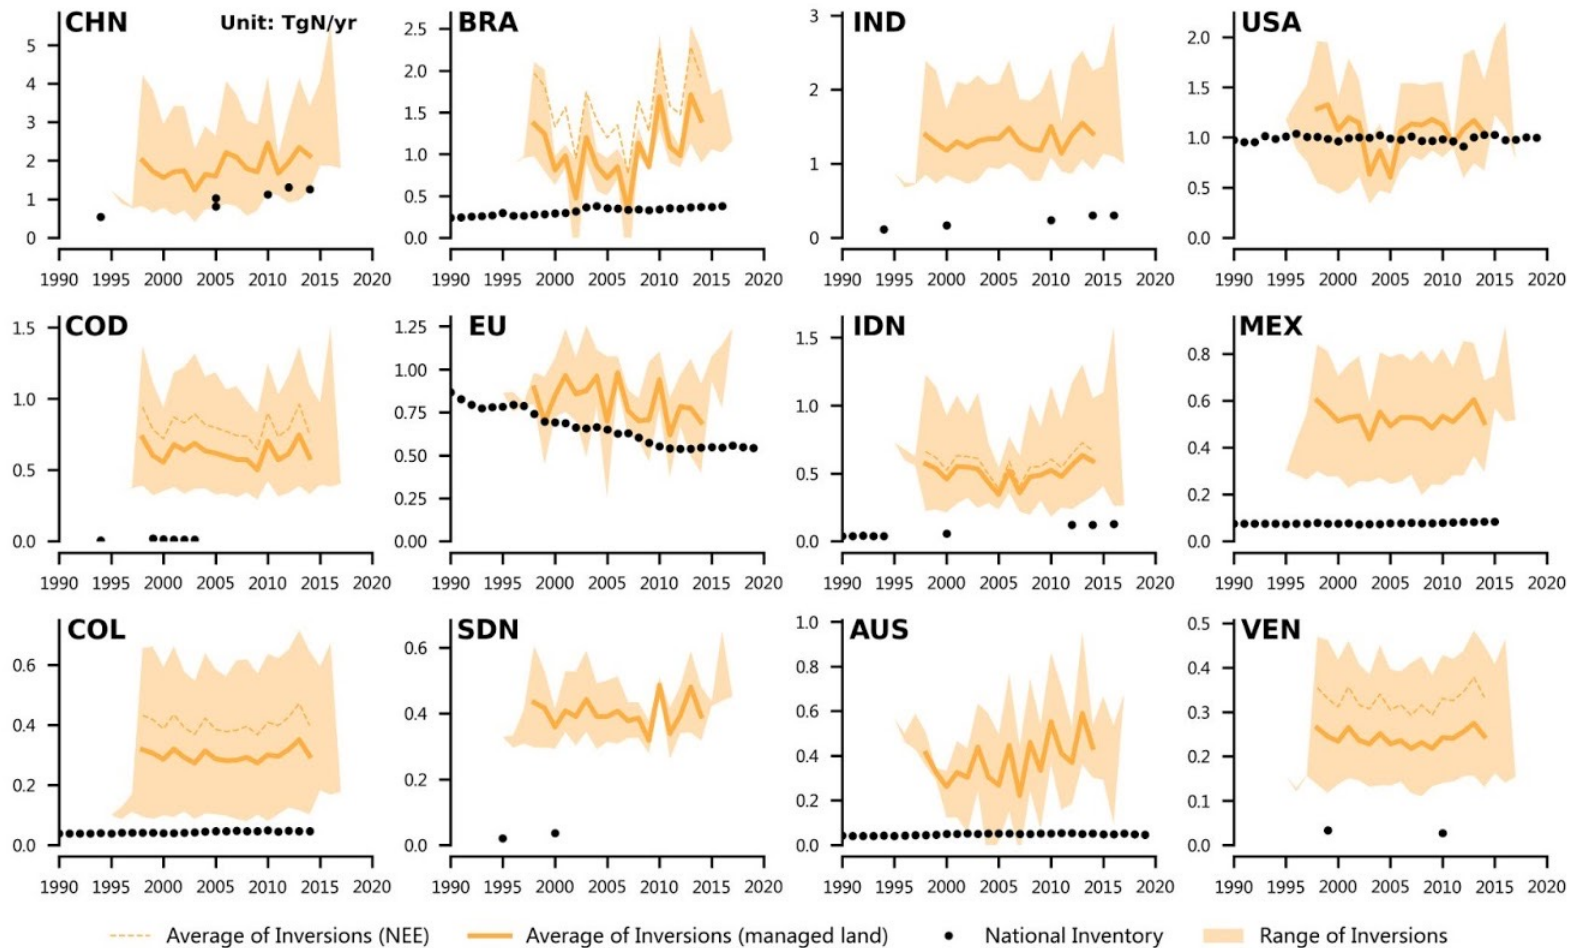 CHN Unit: TgN/yr
5
4
3
2
1
0
1990 1995 2000 2005 2010 2015 2020
BRA
2.5
2.0
1.5
1.0
0.5
0.0
1990 1995 2000 2005 2010 2015 2020
IND
3
2
1
0
1990 1995 2000 2005 2010 2015 2020
USA
2.0
1.5
1.0
0.5
0.0
1990 1995 2000 2005 2010 2015 2020
COD
1.5
1.0
0.5
0.0
1990 1995 2000 2005 2010 2015 2020
EU
1.25
1.00
0.75
0.50
0.25
0.00
1990 1995 2000 2005 2010 2015 2020
IDN
1.5
1.0
0.5
0.0
1990 1995 2000 2005 2010 2015 2020
MEX
0.8
0.6
0.4
0.2
0.0
1990 1995 2000 2005 2010 2015 2020
COL
0.6
0.4
0.2
0.0
1990 1995 2000 2005 2010 2015 2020
SDN
0.6
0.4
0.2
0.0
1990 1995 2000 2005 2010 2015 2020
AUS
1.0
0.8
0.6
0.4
0.2
0.0
1990 1995 2000 2005 2010 2015 2020
VEN
0.5
0.4
0.3
0.2
0.1
0.0
1990 1995 2000 2005 2010 2015 2020
Average of Inversions (NEE) Average of Inversions (managed land) National Inventory Range of Inversions